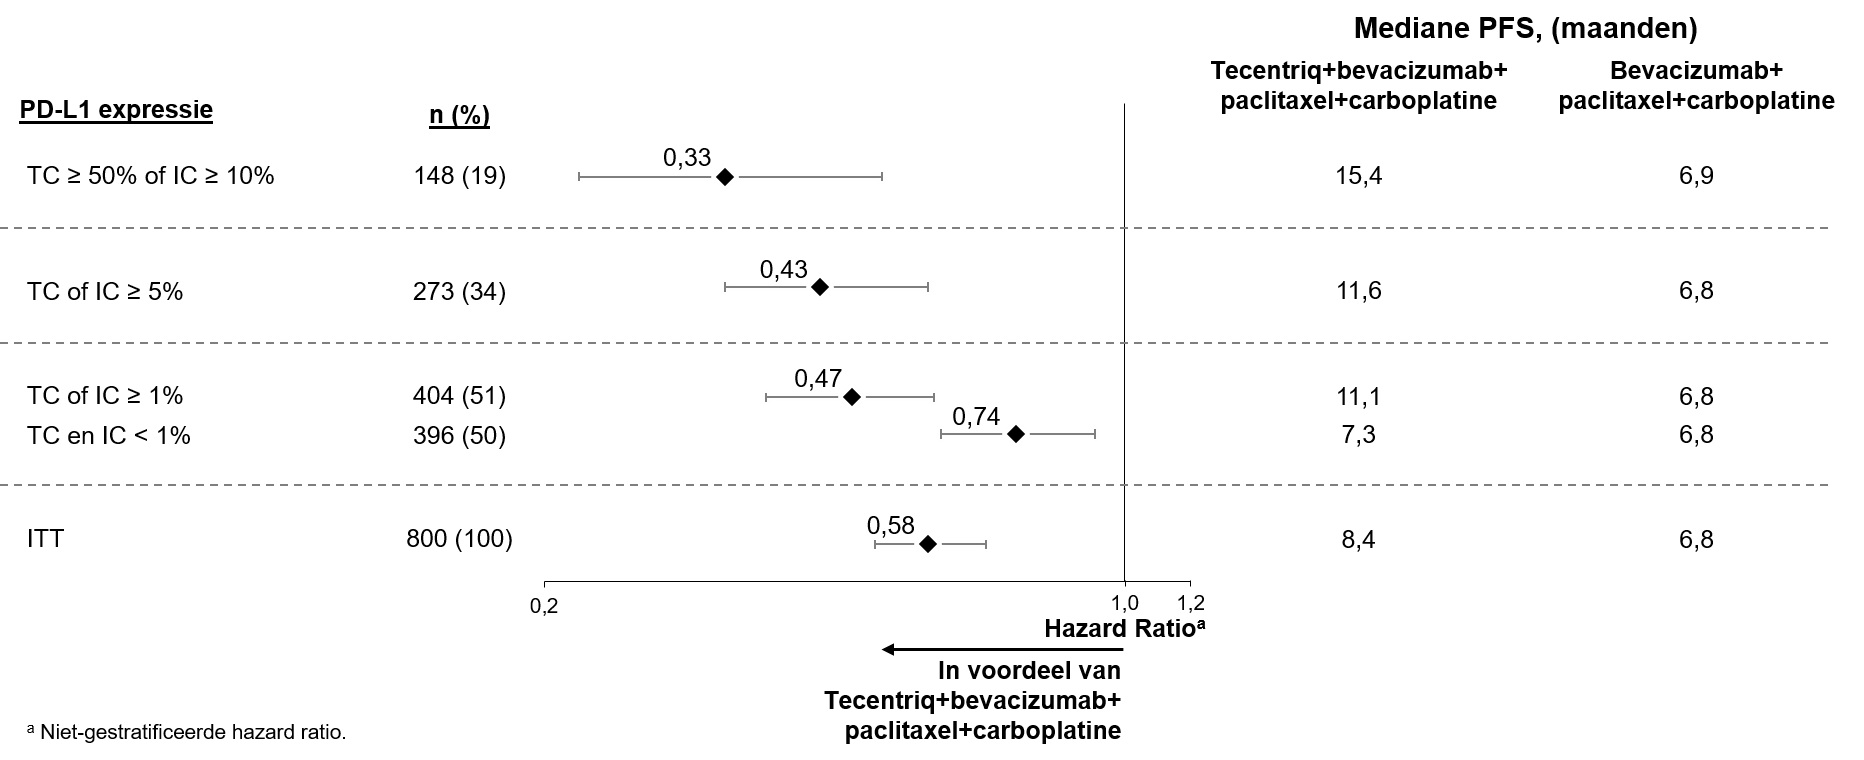 Mediane PFS, (maanden)
Tecentriq+bevacizumab+
paclitaxel+carboplatine
Bevacizumab+
paclitaxel+carboplatine
PD-L1 expressie
n (%)
TC ≥ 50% of IC ≥ 10% 148 (19) 0,33 15,4 6,9
TC of IC ≥ 5% 273 (34) 0,43 11,6 6,8
TC of IC ≥ 1% 404 (51) 0,47 11,1 6,8
TC en IC < 1% 396 (50) 0,74 7,3 6,8
ITT 800 (100) 0,58 8,4 6,8
0,2 1,0 1,2
Hazard Ratioᵃ
In voordeel van
Tecentriq+bevacizumab+
paclitaxel+carboplatine
ᵃ Niet-gestratificeerde hazard ratio.